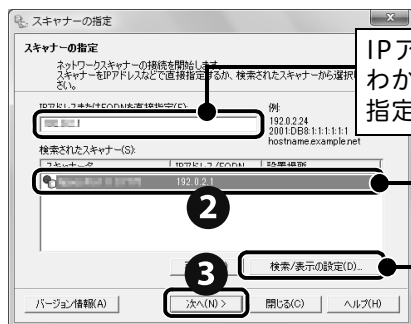 スキャナーの指定
スキャナーの指定
ネットワークスキャナーの接続を開始します。
スキャナーをIPアドレスなどで直接指定するか、検索されたスキャナーから選択
さい。
IPア
わか
指定
IPアドレスまたはFQDNを直接指定(F):
例:
192.0.2.24
2001:DB8:1:1:1:1:1:1
hostname.example.net
検索されたスキャナー(S):
スキャナー名 IPアドレス/FQDN 設置場所
192.0.2.1
2
3
検索/表示の設定(D)...
バージョン情報(A) 次へ(N) > 閉じる(C) ヘルプ(H)